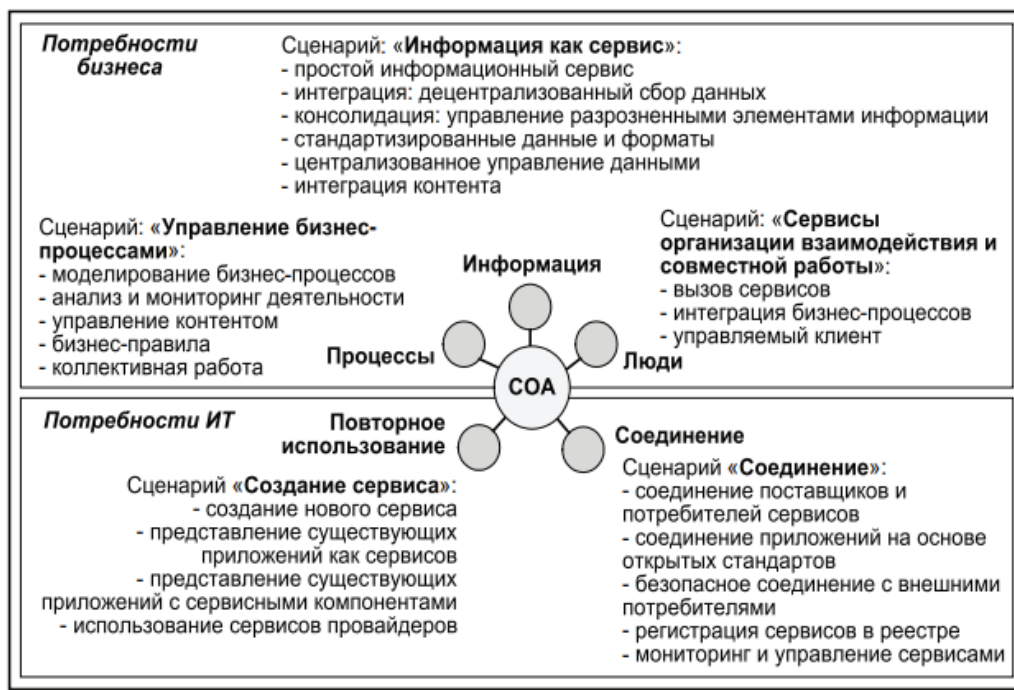 Потребности
бизнеса
Сценарий: «Информация как сервис»:
- простой информационный сервис
- интеграция: децентрализованный сбор данных
- консолидация: управление разрозненными элементами информации
- стандартизированные данные и форматы
- централизованное управление данными
- интеграция контента
Сценарий: «Управление бизнес-
процессами»:
- моделирование бизнес-процессов
- анализ и мониторинг деятельности
- управление контентом
- бизнес-правила
- коллективная работа
Информация
Сценарий: «Сервисы
организации взаимодействия и
совместной работы»:
- вызов сервисов
- интеграция бизнес-процессов
- управляемый клиент
Процессы
Люди
СОА
Потребности ИТ
Повторное
использование
Соединение
Сценарий «Создание сервиса»:
- создание нового сервиса
- представление существующих
приложений как сервисов
- представление существующих
приложений с сервисными компонентами
- использование сервисов провайдеров
Сценарий «Соединение»:
- соединение поставщиков и
потребителей сервисов
- соединение приложений на основе
открытых стандартов
- безопасное соединение с внешними
потребителями
- регистрация сервисов в реестре
- мониторинг и управление сервисами